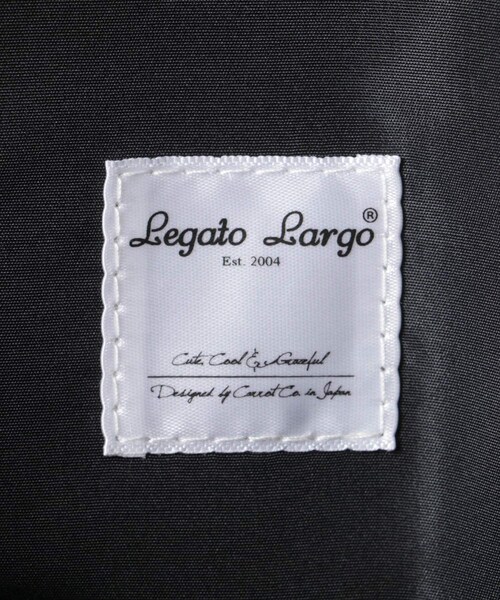 Legato Largo®
Est. 2004
Cute, Cool & Graceful
Designed by Carrot Co. in Japan